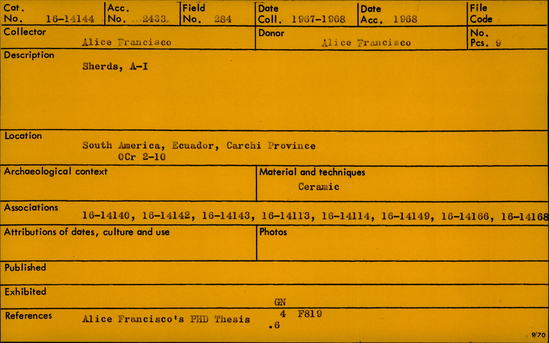 Cat. No. 16-14144 Acc. No. 2433 Field No. 284 Date Coll. 1967-1968 Date Acc. 1968 File Code
Collector Alice Francisco Donor Alice Francisco No. Pcs. 9
Description Sherds, A-I
Location South America, Ecuador, Carchi Province
OCr 2-10
Archaeological context Material and techniques
Ceramic
Associations 16-14140, 16-14142, 16-14143, 16-14113, 16-14114, 16-14149, 16-14166, 16-14168
Attributions of dates, culture and use Photos
Published
Exhibited
GN
References Alice Francisco's PHD Thesis 4 F819
.6
9/70